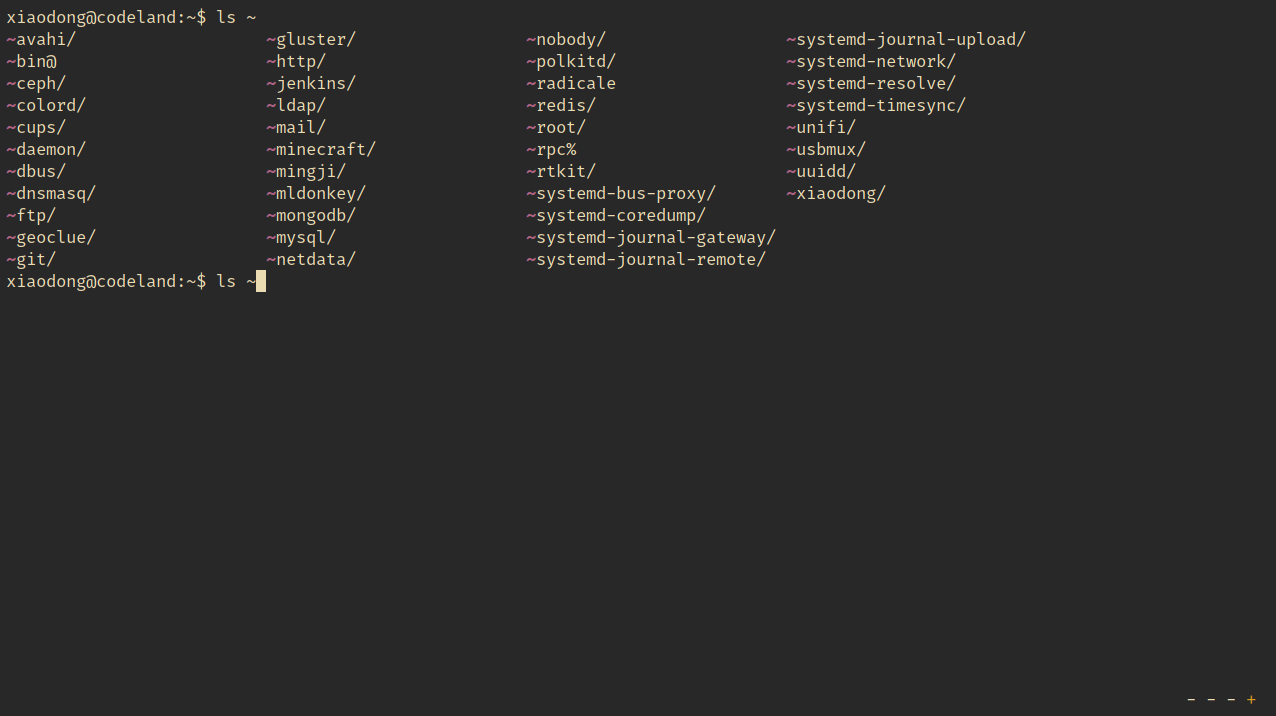 xiaodong@codeland:~$ ls ~
~avahi/ ~gluster/ ~nobody/ ~systemd-journal-upload/
~bin@ ~http/ ~polkitd/ ~systemd-network/
~ceph/ ~jenkins/ ~radicale ~systemd-resolve/
~colord/ ~ldap/ ~redis/ ~systemd-timesync/
~cups/ ~mail/ ~root/ ~unifi/
~daemon/ ~minecraft/ ~rpc% ~usbmux/
~dbus/ ~mingji/ ~rtkit/ ~uuidd/
~dnsmasq/ ~mldonkey/ ~systemd-bus-proxy/ ~xiaodong/
~ftp/ ~mongodb/ ~systemd-coredump/
~geoclue/ ~mysql/ ~systemd-journal-gateway/
~git/ ~netdata/ ~systemd-journal-remote/
xiaodong@codeland:~$ ls ~
- - - +